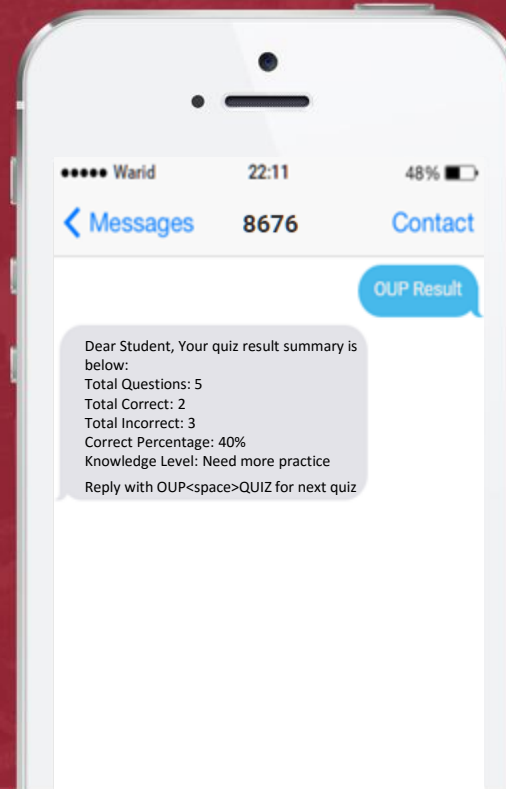 Warid 22:11 48%
Messages 8676 Contact
OUP Result
Dear Student, Your quiz result summary is
below:
Total Questions: 5
Total Correct: 2
Total Incorrect: 3
Correct Percentage: 40%
Knowledge Level: Need more practice
Reply with OUP<space>QUIZ for next quiz